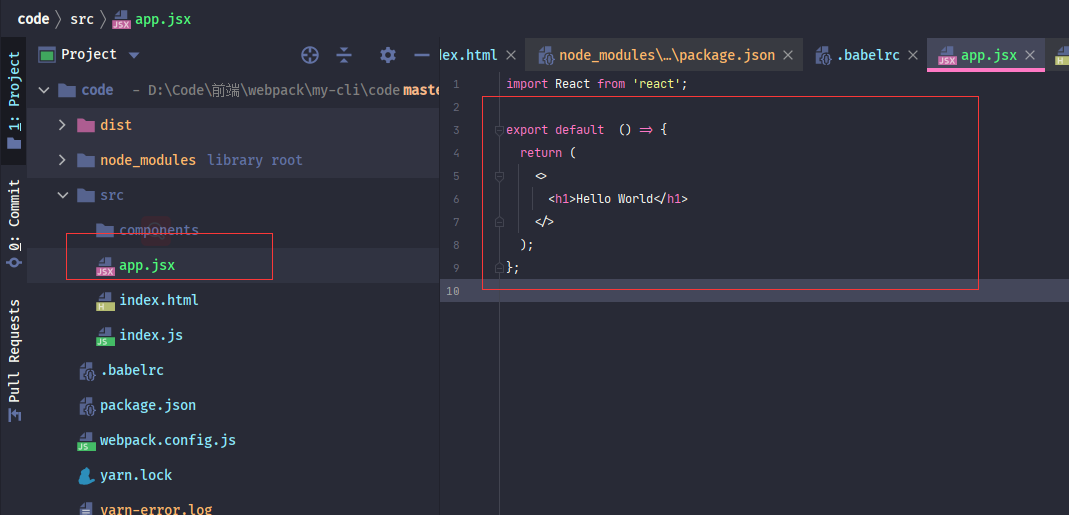 code 〉 src 〉 app.jsx
1: Project
0: Commit
Pull Requests
Project
code – D:\Code\前端\webpack\my-cli\code maste
dist
node_modules library root
src
components
app.jsx
index.html
index.js
.babelrc
package.json
webpack.config.js
yarn.lock
yarn-error.log
dex.html
node_modules\…\package.json
.babelrc
app.jsx
1 import React from 'react';
2
3 export default () => {
4 return (
5 <>
6 <h1>Hello World</h1>
7 </>
8 );
9 };
10